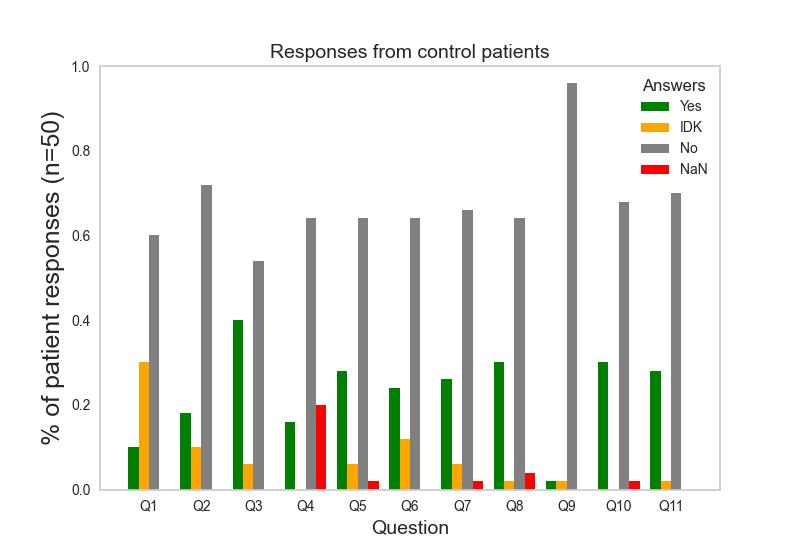 Responses from control patients
1.0
0.8
0.6
0.4
0.2
0.0
% of patient responses (n=50)
Answers
Yes
IDK
No
NaN
Q1 Q2 Q3 Q4 Q5 Q6 Q7 Q8 Q9 Q10 Q11
Question